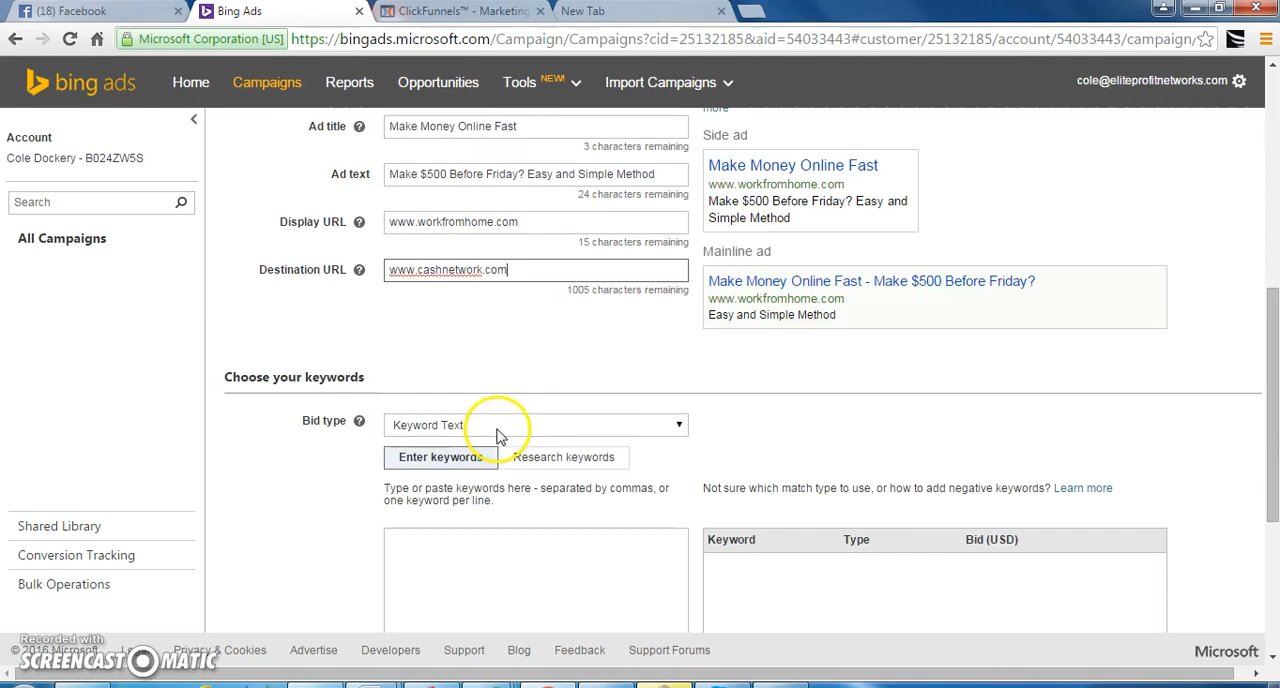 (18) Facebook
Bing Ads
ClickFunnels™ - Marketing
New Tab
Microsoft Corporation [US]
https://bingads.microsoft.com/Campaign/Campaigns?cid=25132185&aid=54033443#customer/25132185/account/54033443/campaign/
bing ads
Home
Campaigns
Reports
Opportunities
Tools NEW!
Import Campaigns
cole@eliteprofitnetworks.com
Account
Cole Dockery - B024ZW5S
Search
All Campaigns
Shared Library
Conversion Tracking
Bulk Operations
more
Ad title
Make Money Online Fast
3 characters remaining
Ad text
Make $500 Before Friday? Easy and Simple Method
24 characters remaining
Display URL
www.workfromhome.com
15 characters remaining
Destination URL
www.cashnetwork.com
1005 characters remaining
Side ad
Make Money Online Fast
www.workfromhome.com
Make $500 Before Friday? Easy and
Simple Method
Mainline ad
Make Money Online Fast - Make $500 Before Friday?
www.workfromhome.com
Easy and Simple Method
Choose your keywords
Bid type
Keyword Text
Enter keywords
Research keywords
Type or paste keywords here - separated by commas, or
one keyword per line.
Not sure which match type to use, or how to add negative keywords? Learn more
Keyword
Type
Bid (USD)
© 2016 Microsoft
Privacy & Cookies
Advertise
Developers
Support
Blog
Feedback
Support Forums
Microsoft
Recorded with
SCREENCAST-O-MATIC